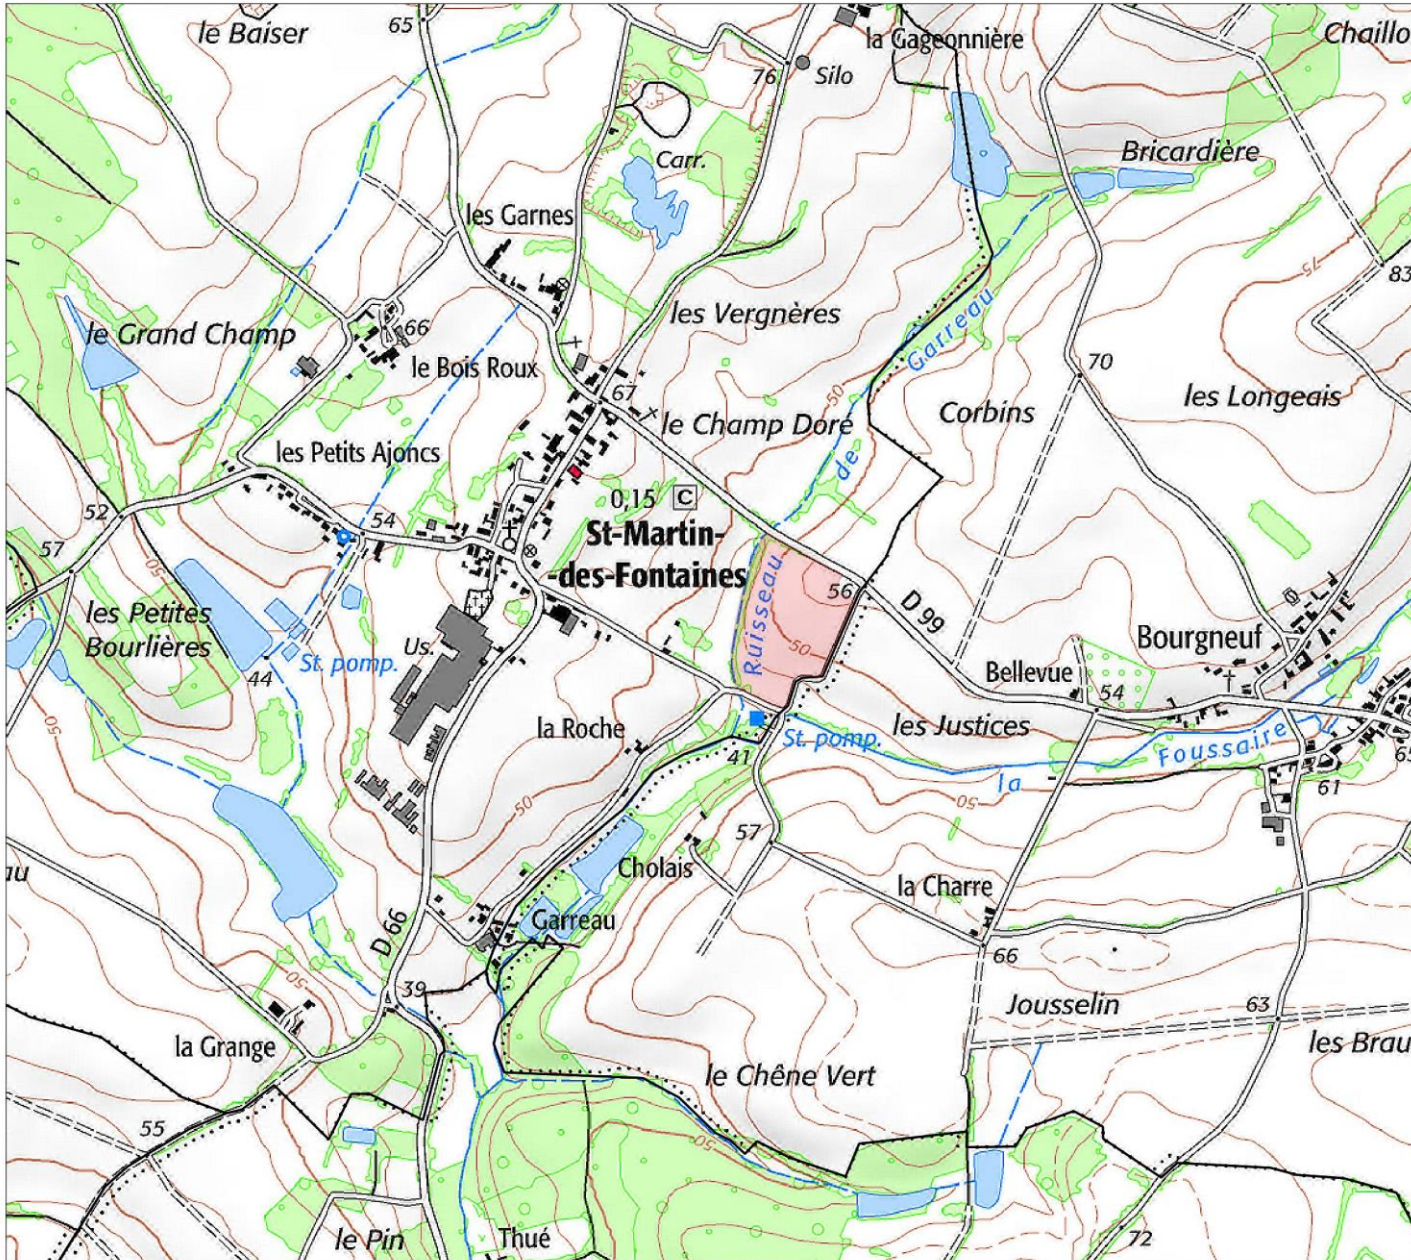 le Baiser
65
la Gageonnière
Chaillo
76
Silo
Carr.
Bricardière
les Garnes
83
75
le Grand Champ
66
les Vergnères
Garreau
le Bois Roux
67
50
70
le Champ Doré
Corbins
les Longeais
les Petits Ajoncs
de
0,15 C
52
54
St-Martin-
-des-Fontaines
57
50
Ruisseau
56
D 99
les Petites
Bourlières
Us.
50
Bourgneuf
St. pomp.
44
Bellevue
54
50
la Roche
St. pomp.
les Justices
41
Foussaire
65
la
50
50
61
57
Cholais
au
la Charre
Garreau
D 66
66
50
39
Jousselin
63
la Grange
les Brau
le Chêne Vert
55
50
le Pin
Thué
72